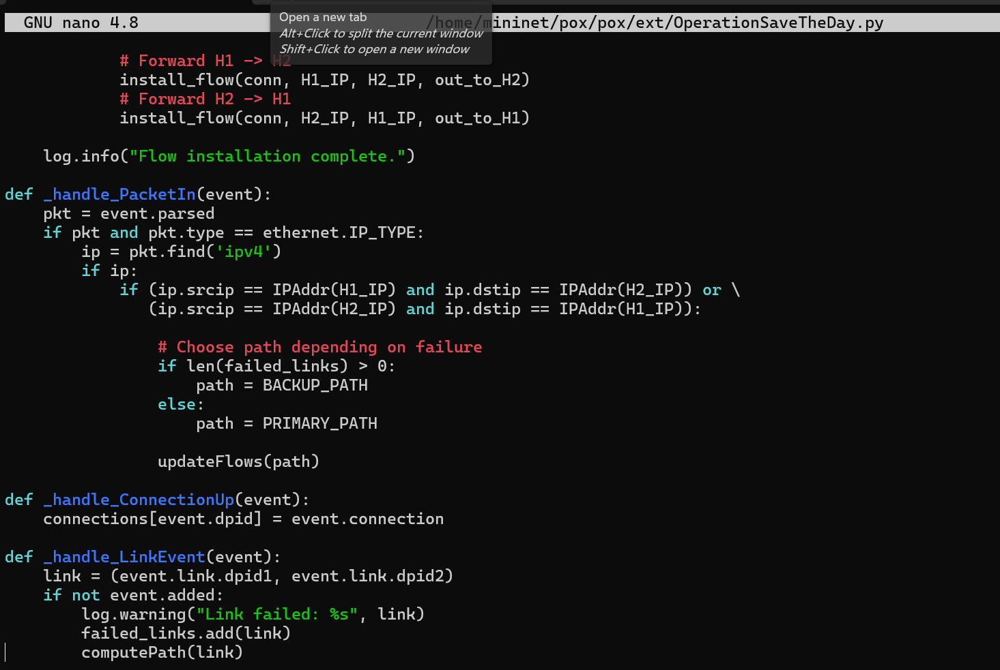 GNU nano 4.8 /home/mininet/pox/pox/ext/OperationSaveTheDay.py
Open a new tab
Alt+Click to split the current window
Shift+Click to open a new window
# Forward H1 -> H2
install_flow(conn, H1_IP, H2_IP, out_to_H2)
# Forward H2 -> H1
install_flow(conn, H2_IP, H1_IP, out_to_H1)
log.info("Flow installation complete.")
def _handle_PacketIn(event):
pkt = event.parsed
if pkt and pkt.type == ethernet.IP_TYPE:
ip = pkt.find('ipv4')
if ip:
if (ip.srcip == IPAddr(H1_IP) and ip.dstip == IPAddr(H2_IP)) or \
(ip.srcip == IPAddr(H2_IP) and ip.dstip == IPAddr(H1_IP)):
# Choose path depending on failure
if len(failed_links) > 0:
path = BACKUP_PATH
else:
path = PRIMARY_PATH
updateFlows(path)
def _handle_ConnectionUp(event):
connections[event.dpid] = event.connection
def _handle_LinkEvent(event):
link = (event.link.dpid1, event.link.dpid2)
if not event.added:
log.warning("Link failed: %s", link)
failed_links.add(link)
computePath(link)